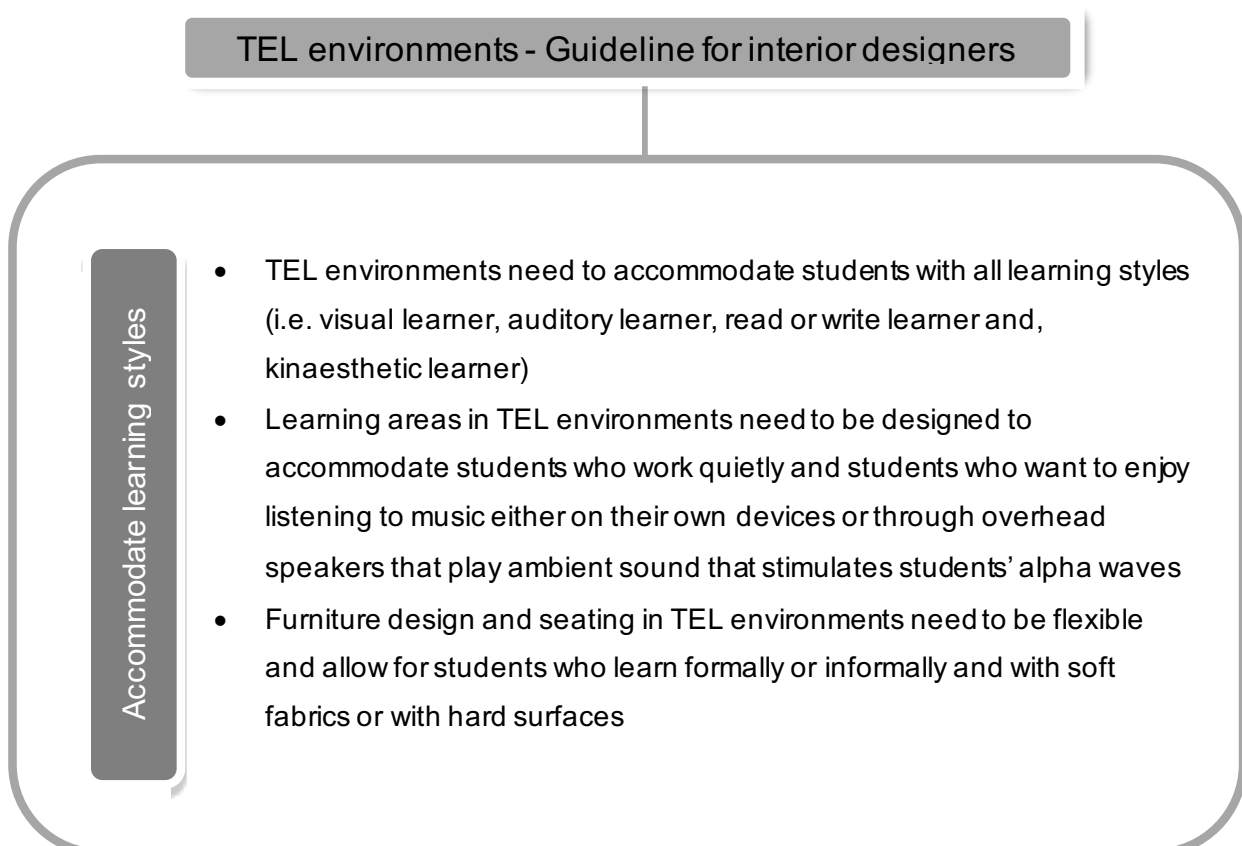 TEL environments - Guideline for interior designers
Accommodate learning styles
• TEL environments need to accommodate students with all learning styles
(i.e. visual learner, auditory learner, read or write learner and,
kinaesthetic learner)
• Learning areas in TEL environments need to be designed to
accommodate students who work quietly and students who want to enjoy
listening to music either on their own devices or through overhead
speakers that play ambient sound that stimulates students’ alpha waves
• Furniture design and seating in TEL environments need to be flexible
and allow for students who learn formally or informally and with soft
fabrics or with hard surfaces